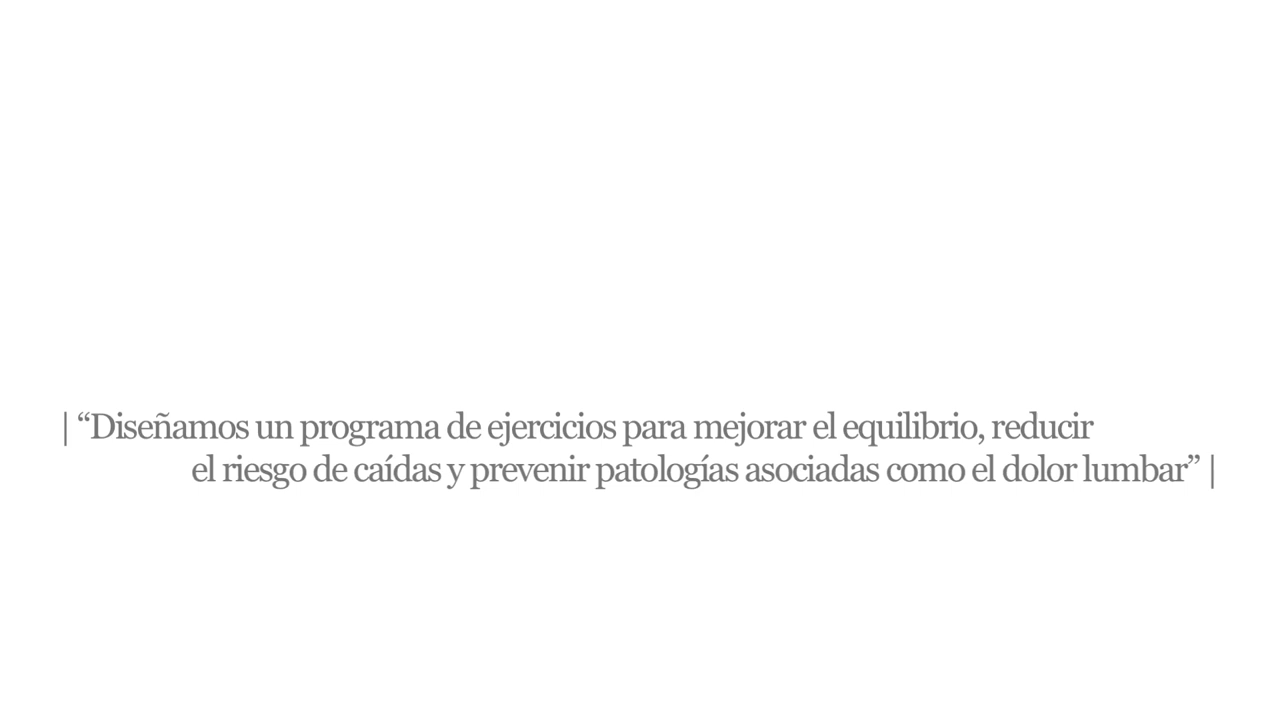 | “Diseñamos un programa de ejercicios para mejorar el equilibrio, reducir
el riesgo de caídas y prevenir patologías asociadas como el dolor lumbar” |